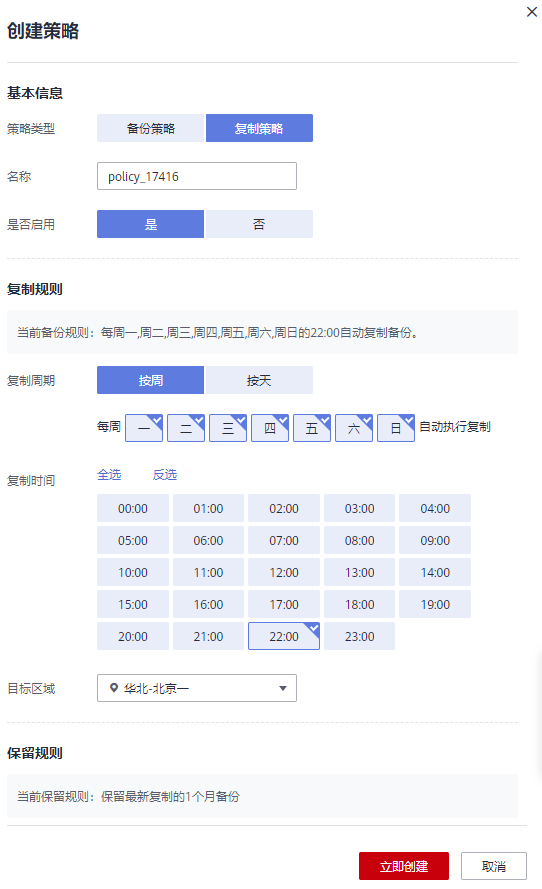 创建策略
基本信息
策略类型 备份策略 复制策略
名称 policy_17416
是否启用 是 否
复制规则
当前备份规则：每周一,周二,周三,周四,周五,周六,周日的22:00自动复制备份。
复制周期 按周 按天
每周 一 二 三 四 五 六 日 自动执行复制
复制时间 全选 反选
00:00 01:00 02:00 03:00 04:00
05:00 06:00 07:00 08:00 09:00
10:00 11:00 12:00 13:00 14:00
15:00 16:00 17:00 18:00 19:00
20:00 21:00 22:00 23:00
目标区域 华北-北京一
保留规则
当前保留规则：保留最新复制的1个月备份
立即创建 取消